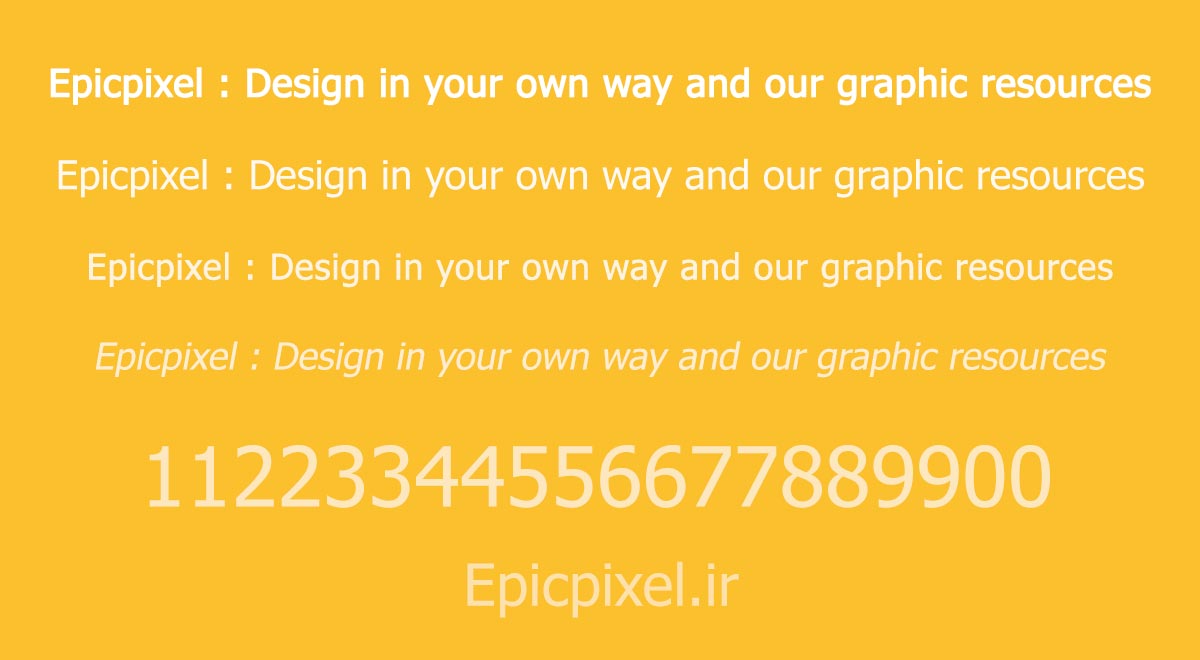 Epicpixel : Design in your own way and our graphic resources
Epicpixel : Design in your own way and our graphic resources
Epicpixel : Design in your own way and our graphic resources
Epicpixel : Design in your own way and our graphic resources
11223344556677889900
Epicpixel.ir